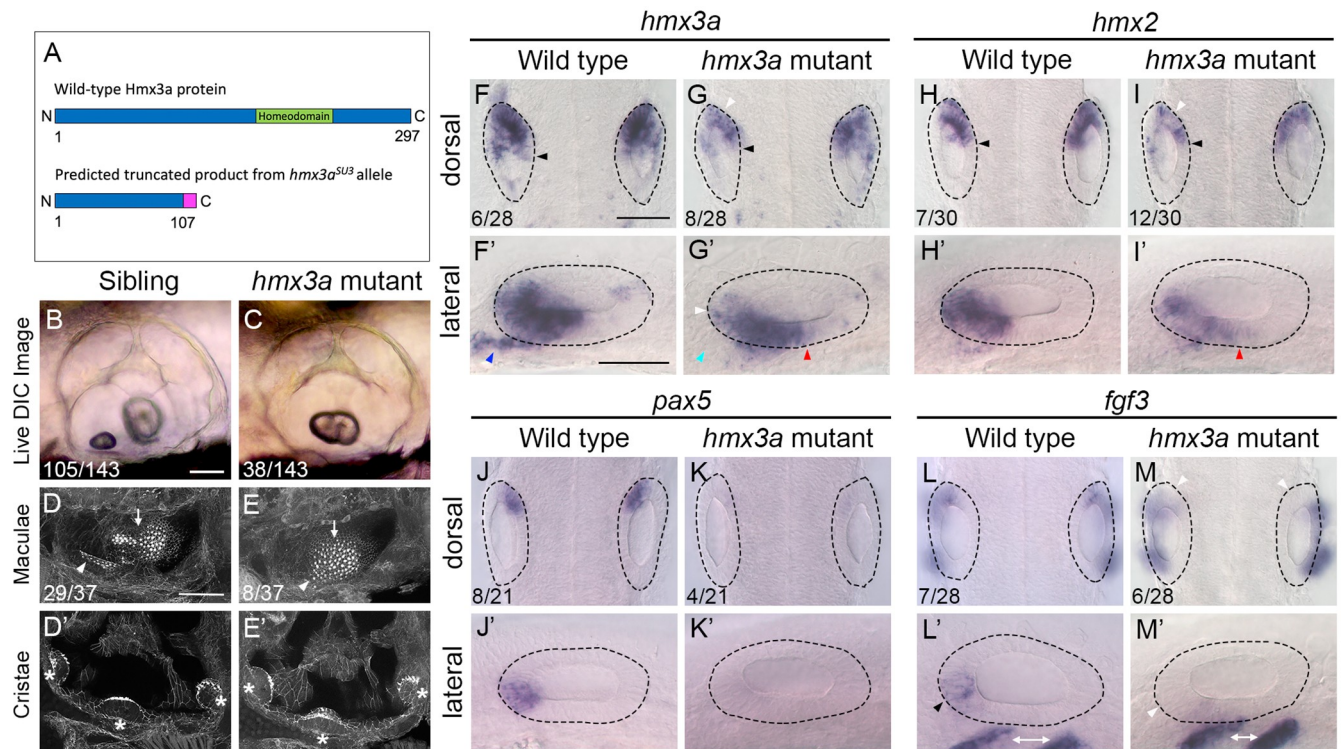 A
Wild-type Hmx3a protein
N Homeodomain C
1 297
Predicted truncated product from hmx3aSU3 allele
N C
1 107
Sibling hmx3a mutant
Live DIC Image
B 105/143
C 38/143
Maculae
D 29/37
E 8/37
Cristae
D’ * * *
E’ * * *
hmx3a
Wild type hmx3a mutant
dorsal
F 6/28
G 8/28
lateral
F’
G’
hmx2
Wild type hmx3a mutant
H 7/30
I 12/30
H’
I’
pax5
Wild type hmx3a mutant
dorsal
J 8/21
K 4/21
lateral
J’
K’
fgf3
Wild type hmx3a mutant
L 7/28
M 6/28
L’
M’